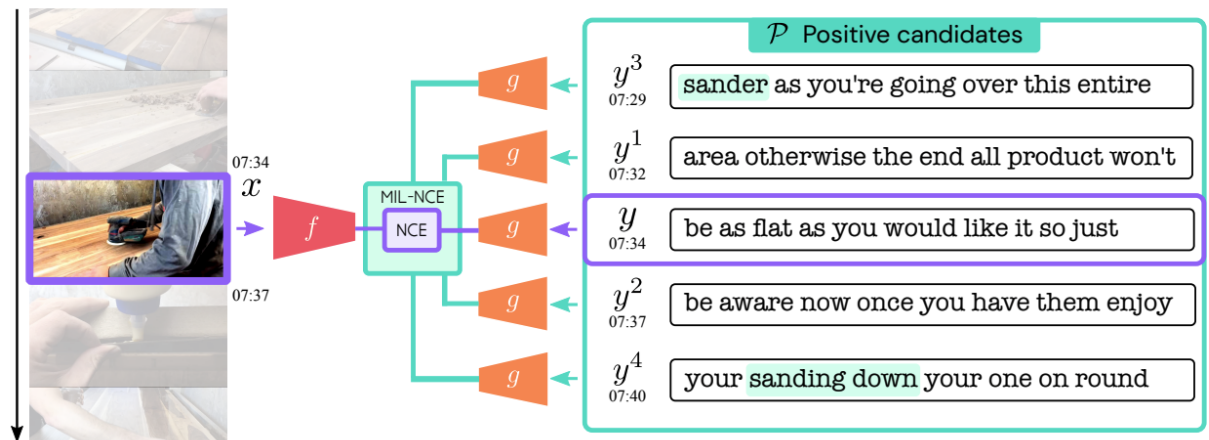 𝒫 Positive candidates
y³
07:29
sander as you're going over this entire
g
y¹
07:32
area otherwise the end all product won't
g
07:34
x
MIL-NCE
NCE
f
g
y
07:34
be as flat as you would like it so just
07:37
g
y²
07:37
be aware now once you have them enjoy
g
y⁴
07:40
your sanding down your one on round